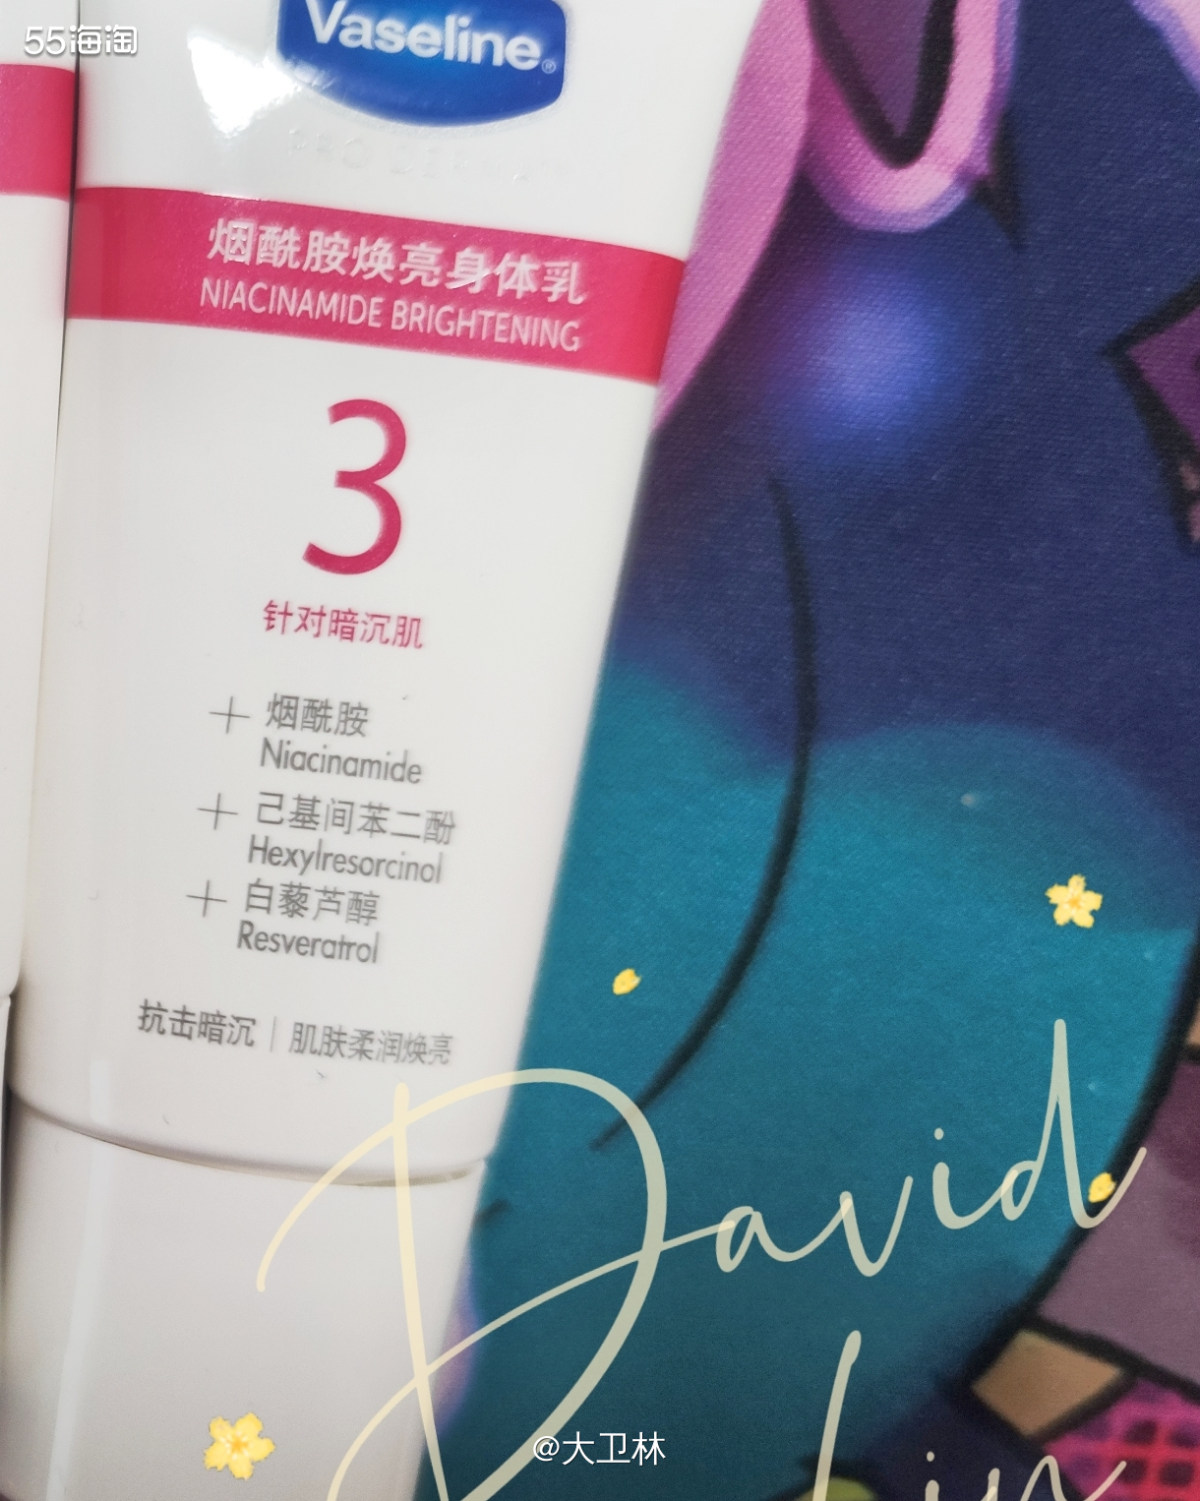 55海淘
Vaseline®
烟酰胺焕亮身体乳
NIACINAMIDE BRIGHTENING
3
针对暗沉肌
+ 烟酰胺
Niacinamide
+ 己基间苯二酚
Hexylresorcinol
+ 白藜芦醇
Resveratrol
抗击暗沉 | 肌肤柔润焕亮
David
@大卫林